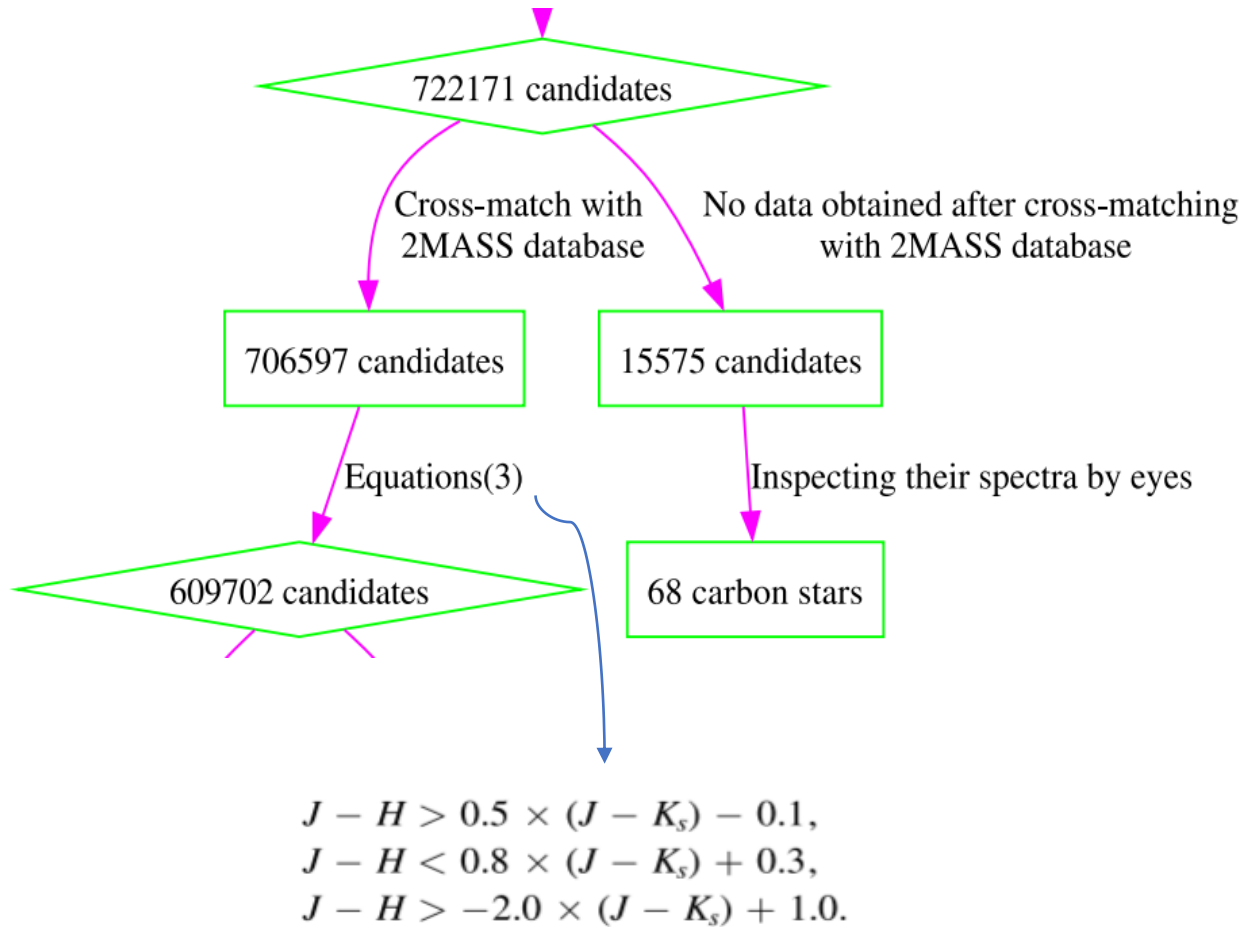 722171 candidates
Cross-match with
2MASS database
No data obtained after cross-matching
with 2MASS database
706597 candidates
15575 candidates
Equations(3)
Inspecting their spectra by eyes
609702 candidates
68 carbon stars
J − H > 0.5 × (J − Kₛ) − 0.1,
J − H < 0.8 × (J − Kₛ) + 0.3,
J − H > −2.0 × (J − Kₛ) + 1.0.